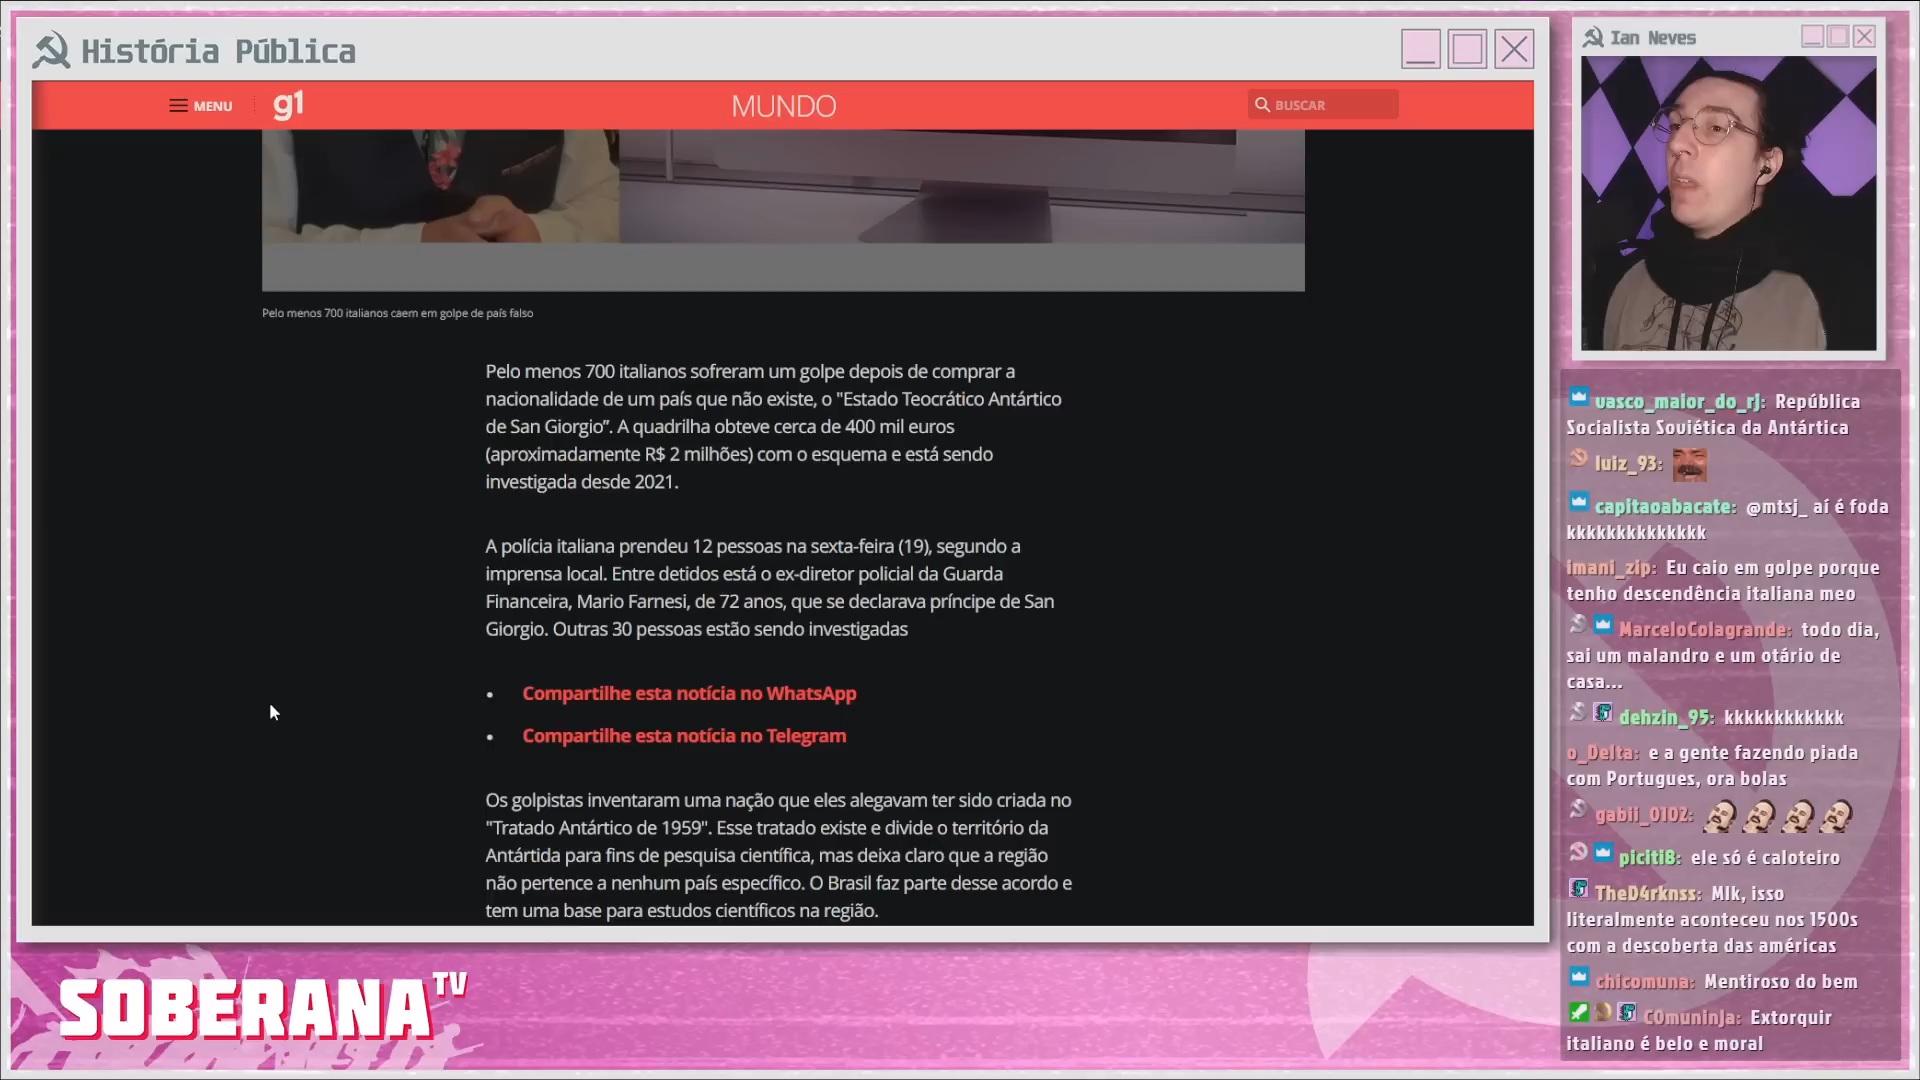 História Pública
MENU
g1
MUNDO
BUSCAR
Pelo menos 700 italianos caem em golpe de país falso
Pelo menos 700 italianos sofreram um golpe depois de comprar a
nacionalidade de um país que não existe, o "Estado Teocrático Antártico
de San Giorgio”. A quadrilha obteve cerca de 400 mil euros
(aproximadamente R$ 2 milhões) com o esquema e está sendo
investigada desde 2021.
A polícia italiana prendeu 12 pessoas na sexta-feira (19), segundo a
imprensa local. Entre detidos está o ex-diretor policial da Guarda
Financeira, Mario Farnesi, de 72 anos, que se declarava príncipe de San
Giorgio. Outras 30 pessoas estão sendo investigadas
• Compartilhe esta notícia no WhatsApp
• Compartilhe esta notícia no Telegram
Os golpistas inventaram uma nação que eles alegavam ter sido criada no
"Tratado Antártico de 1959". Esse tratado existe e divide o território da
Antártida para fins de pesquisa científica, mas deixa claro que a região
não pertence a nenhum país específico. O Brasil faz parte desse acordo e
tem uma base para estudos científicos na região.
SOBERANA TV
Ian Neves
vasco_maior_do_rj: República
Socialista Soviética da Antártica
luiz_93:
capitaoabacate: @mtsj_ aí é foda
kkkkkkkkkkkkk
imani_zip: Eu caio em golpe porque
tenho descendência italiana meo
MarceloColagrande: todo dia,
sai um malandro e um otário de
casa...
dehzin_95: kkkkkkkkkkkk
o_Delta: e a gente fazendo piada
com Portugues, ora bolas
gabii_0102:
piciti8: ele só é caloteiro
TheD4rknss: Mlk, isso
literalmente aconteceu nos 1500s
com a descoberta das américas
chicomuna: Mentiroso do bem
C0muninja: Extorquir
italiano é belo e moral